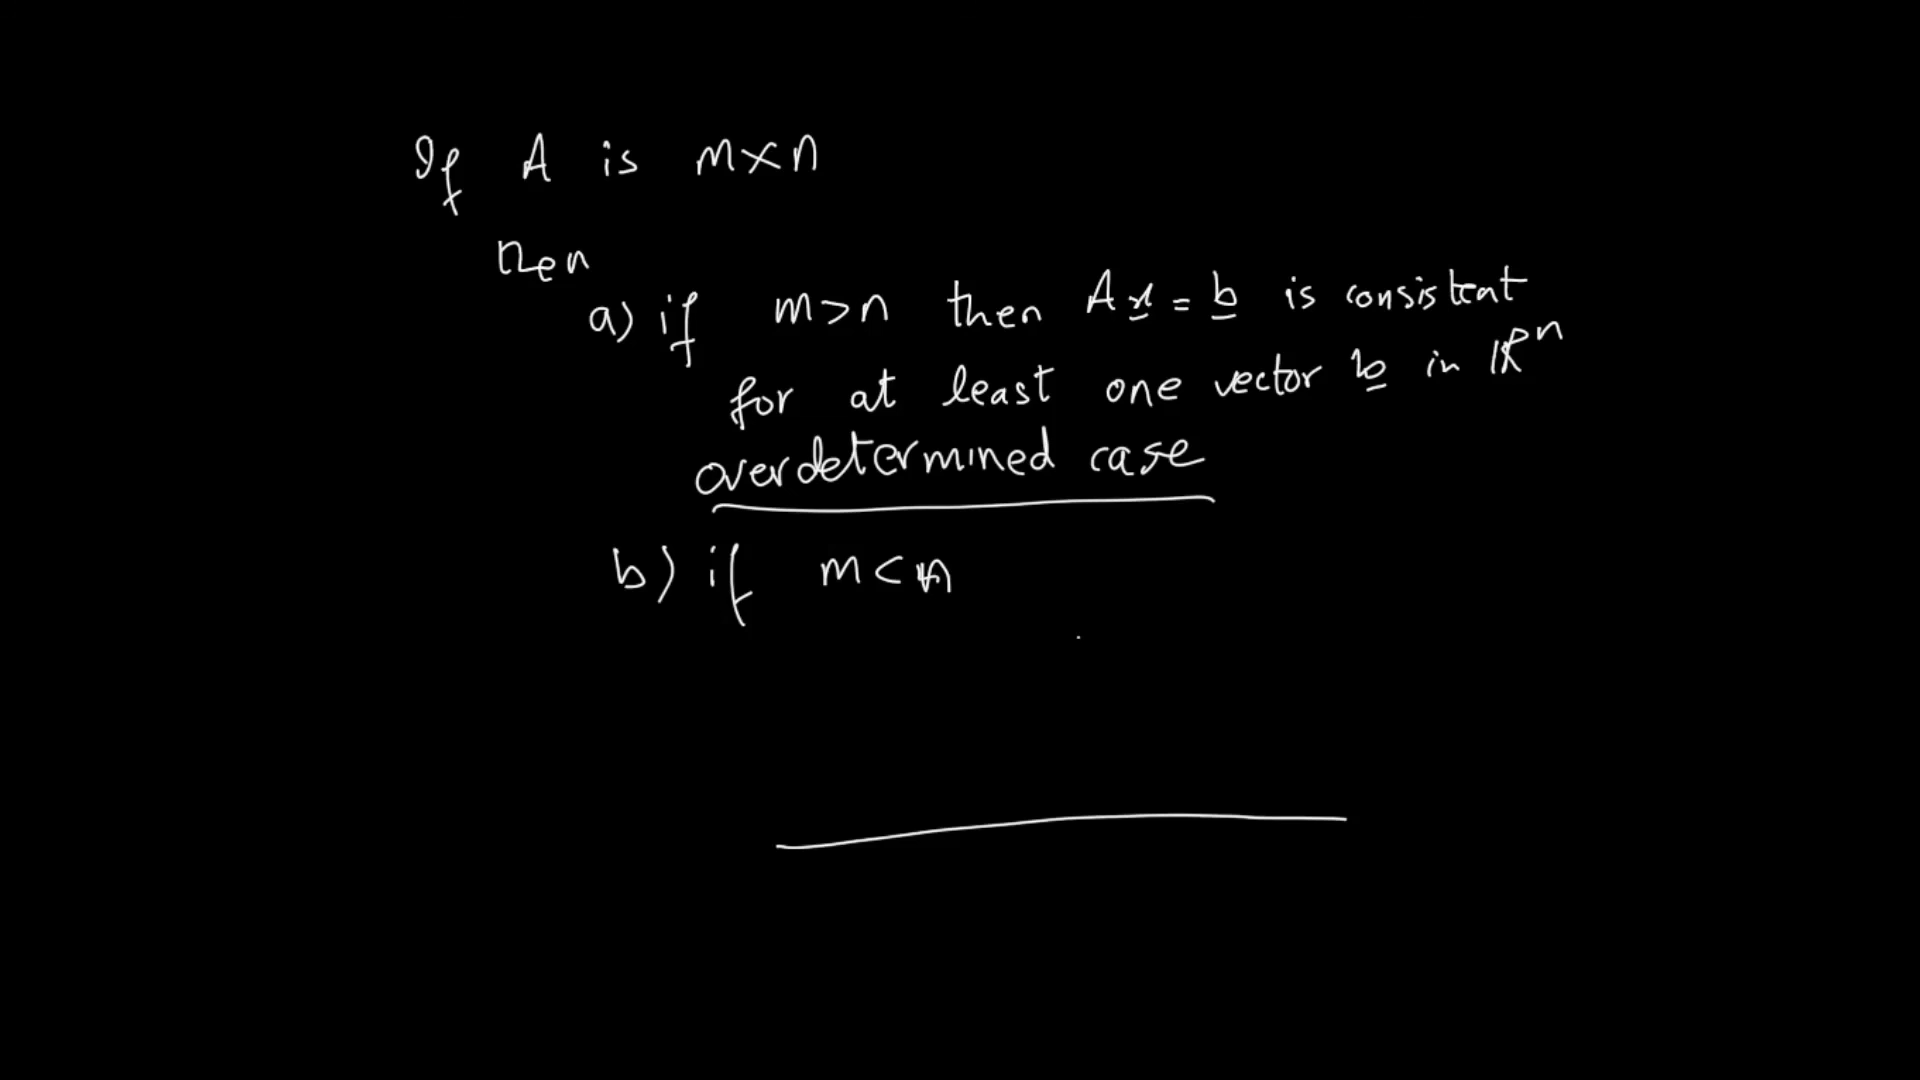 If A is m×n
then
a) if m>n then Ax = b is consistent
for at least one vector b in ℝⁿ
overdetermined case
b) if m<n